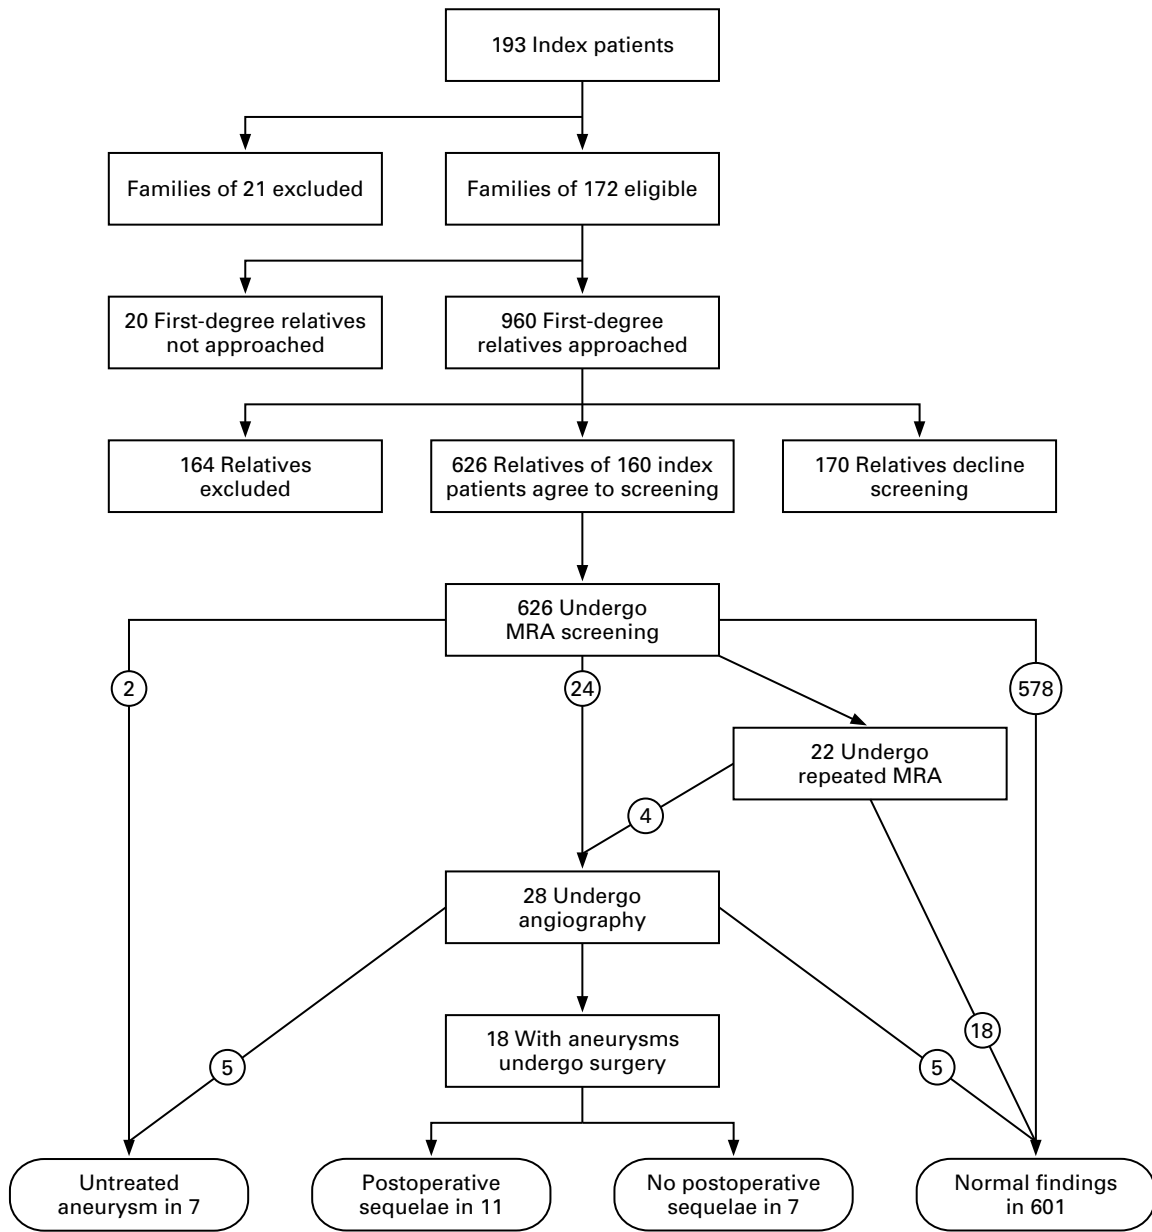 193 Index patients
Families of 21 excluded
Families of 172 eligible
20 First-degree relatives
not approached
960 First-degree
relatives approached
164 Relatives
excluded
626 Relatives of 160 index
patients agree to screening
170 Relatives decline
screening
626 Undergo
MRA screening
2
24
578
22 Undergo
repeated MRA
4
28 Undergo
angiography
18 With aneurysms
undergo surgery
18
5
5
Untreated
aneurysm in 7
Postoperative
sequelae in 11
No postoperative
sequelae in 7
Normal findings
in 601